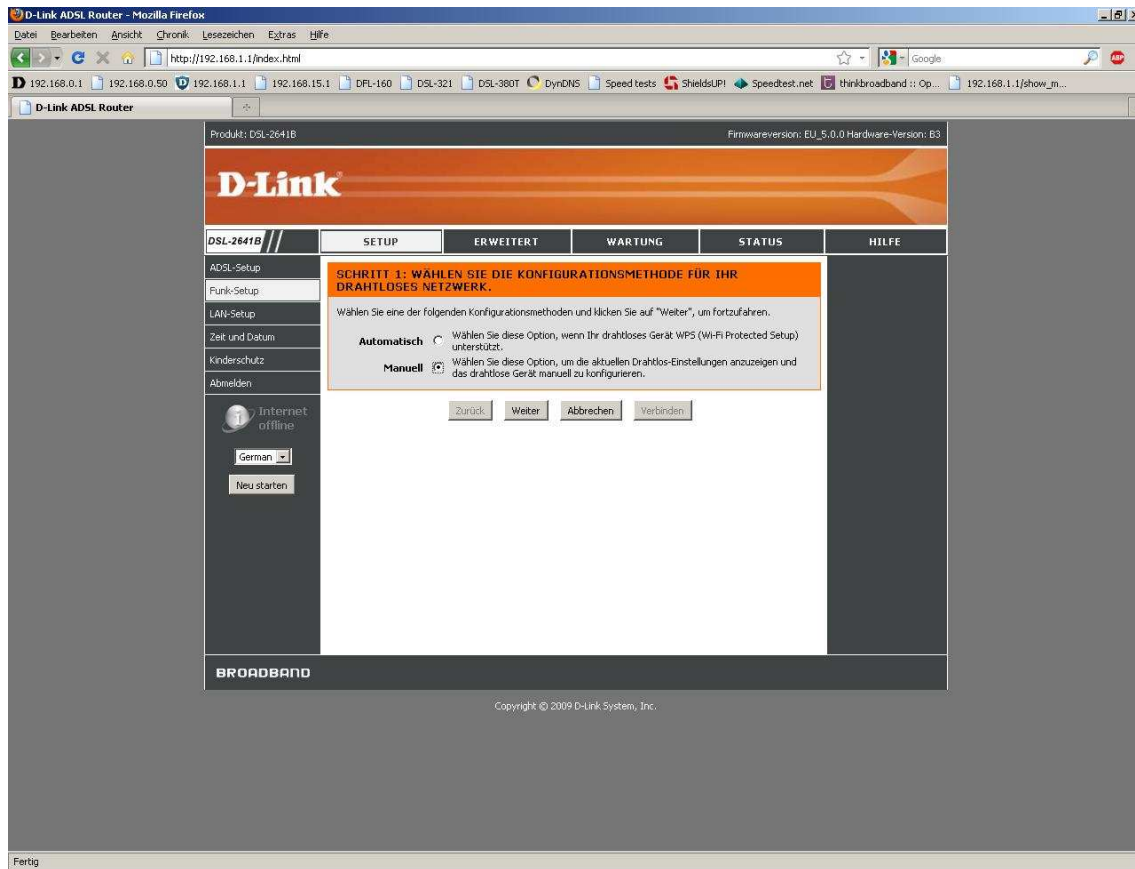 D-Link ADSL Router - Mozilla Firefox
Datei Bearbeiten Ansicht Chronik Lesezeichen Extras Hilfe
http://192.168.1.1/index.html
Google
ABP
192.168.0.1 192.168.0.50 192.168.1.1 192.168.15.1 DFL-160 DSL-321 DSL-380T DynDNS Speed tests ShieldsUP! Speedtest.net thinkbroadband :: Op... 192.168.1.1/show_m...
D-Link ADSL Router
Produkt: DSL-2641B
Firmwareversion: EU_5.0.0 Hardware-Version: B3
D-Link®
DSL-2641B
SETUP
ERWEITERT
WARTUNG
STATUS
HILFE
ADSL-Setup
Funk-Setup
LAN-Setup
Zeit und Datum
Kinderschutz
Abmelden
Internet
offline
German
Neu starten
SCHRITT 1: WÄHLEN SIE DIE KONFIGURATIONSMETHODE FÜR IHR
DRAHTLOSES NETZWERK.
Wählen Sie eine der folgenden Konfigurationsmethoden und klicken Sie auf "Weiter", um fortzufahren.
Automatisch Wählen Sie diese Option, wenn Ihr drahtloses Gerät WPS (Wi-Fi Protected Setup)
unterstützt.
Manuell Wählen Sie diese Option, um die aktuellen Drahtlos-Einstellungen anzuzeigen und
das drahtlose Gerät manuell zu konfigurieren.
Zurück Weiter Abbrechen Verbinden
BROADBAND
Copyright © 2009 D-Link System, Inc.
Fertig